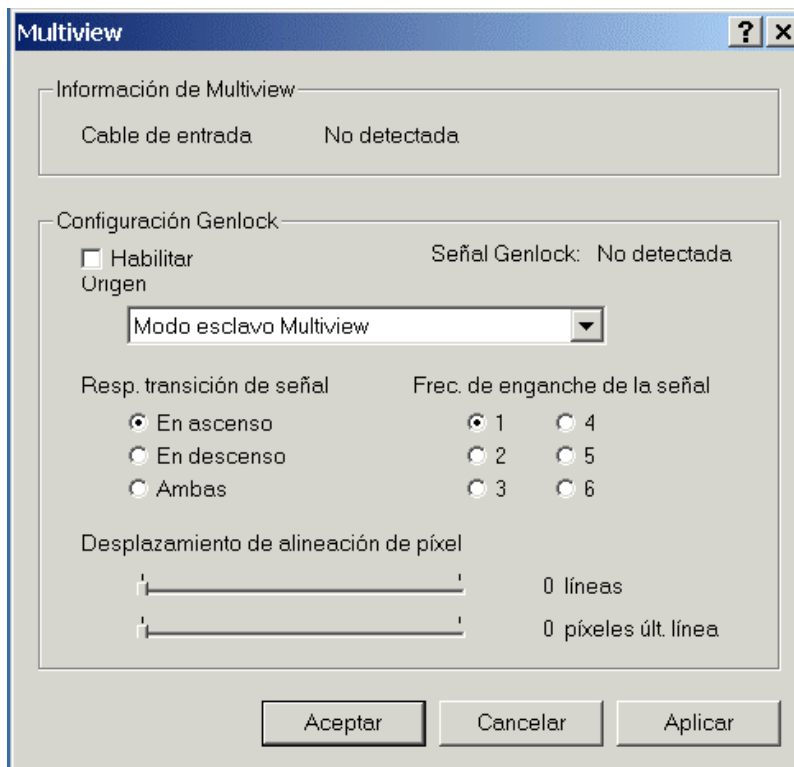 Multiview
Información de Multiview
Cable de entrada No detectada
Configuración Genlock
Habilitar Señál Genlock: No detectada
Origen
Modo esclavo Multiview
Resp. transición de señal Frec. de enganche de la señal
En ascenso 1 4
En descenso 2 5
Ambas 3 6
Desplazamiento de alineación de píxel
0 líneas
0 píxeles últ. línea
Aceptar Cancelar Aplicar